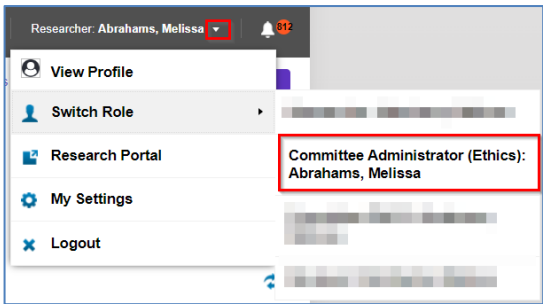 Researcher: Abrahams, Melissa
812
View Profile
Switch Role
Committee Administrator (Ethics):
Abrahams, Melissa
Research Portal
My Settings
Logout